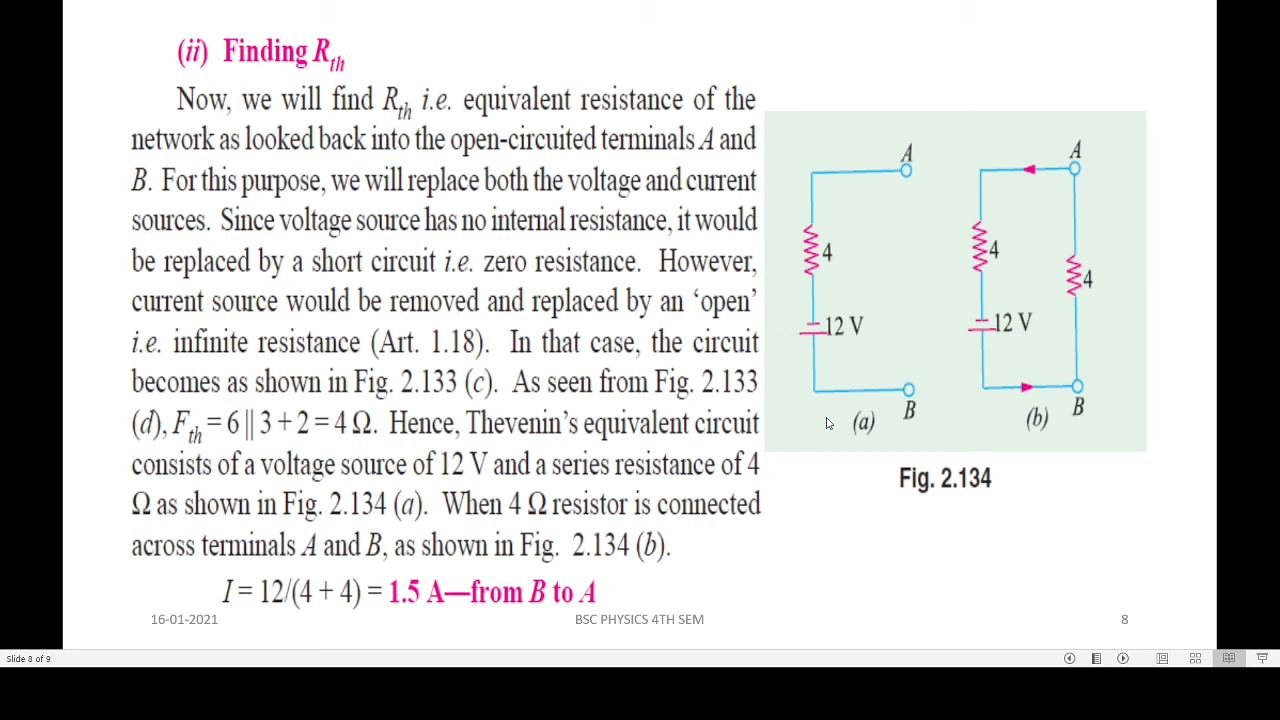 (ii) Finding Rth
Now, we will find Rth i.e. equivalent resistance of the
network as looked back into the open-circuited terminals A and
B. For this purpose, we will replace both the voltage and current
sources. Since voltage source has no internal resistance, it would
be replaced by a short circuit i.e. zero resistance. However,
current source would be removed and replaced by an ‘open’
i.e. infinite resistance (Art. 1.18). In that case, the circuit
becomes as shown in Fig. 2.133 (c). As seen from Fig. 2.133
(d), Fth = 6 || 3 + 2 = 4 Ω. Hence, Thevenin’s equivalent circuit
consists of a voltage source of 12 V and a series resistance of 4
Ω as shown in Fig. 2.134 (a). When 4 Ω resistor is connected
across terminals A and B, as shown in Fig. 2.134 (b).
I = 12/(4 + 4) = 1.5 A—from B to A
A
4
12 V
B
(a)
A
4
4
12 V
B
(b)
Fig. 2.134
16-01-2021
BSC PHYSICS 4TH SEM
8
Slide 8 of 9